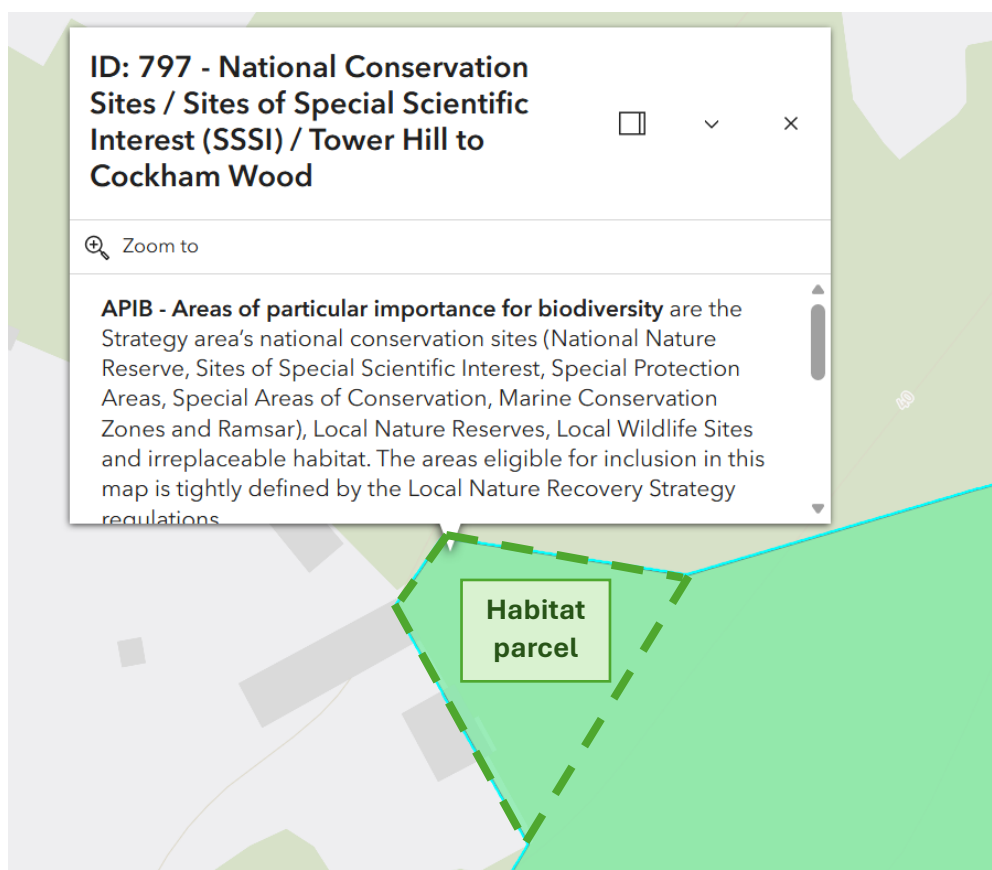 ID: 797 - National Conservation
Sites / Sites of Special Scientific
Interest (SSSI) / Tower Hill to
Cockham Wood
Zoom to
APIB - Areas of particular importance for biodiversity are the
Strategy area’s national conservation sites (National Nature
Reserve, Sites of Special Scientific Interest, Special Protection
Areas, Special Areas of Conservation, Marine Conservation
Zones and Ramsar), Local Nature Reserves, Local Wildlife Sites
and irreplaceable habitat. The areas eligible for inclusion in this
map is tightly defined by the Local Nature Recovery Strategy
regulations
40
Habitat
parcel